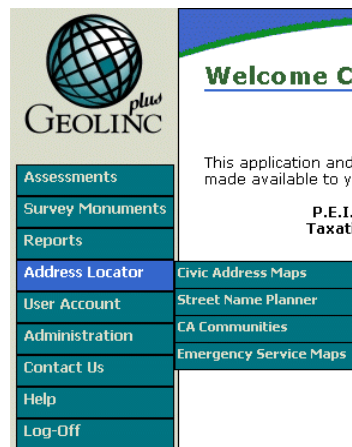 plus
GEOLINC
Welcome C
This application and
made available to y
P.E.I.
Taxati
Assessments
Survey Monuments
Reports
Address Locator
User Account
Administration
Contact Us
Help
Log-Off
Civic Address Maps
Street Name Planner
CA Communities
Emergency Service Maps